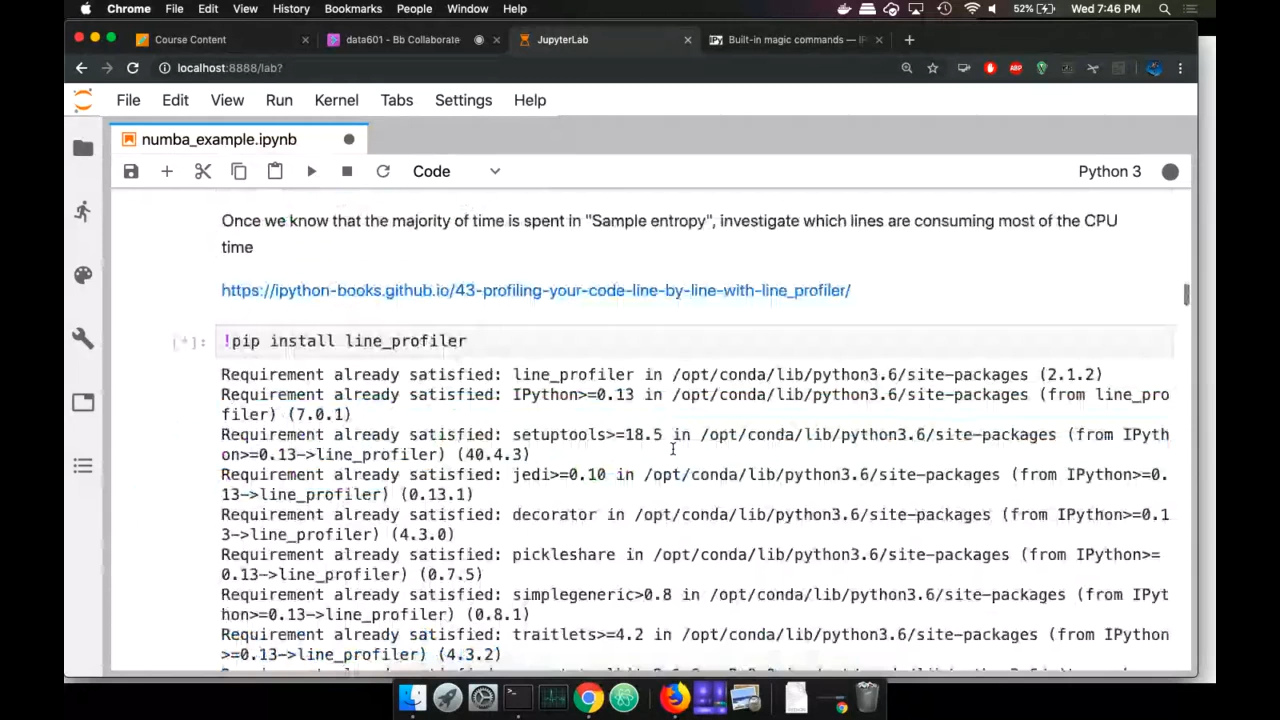 Chrome File Edit View History Bookmarks People Window Help 52% Wed 7:46 PM
Course Content data601 - Bb Collaborate JupyterLab IP[y]: Built-in magic commands — I
localhost:8888/lab?
File Edit View Run Kernel Tabs Settings Help
numba_example.ipynb
Code Python 3
Once we know that the majority of time is spent in "Sample entropy", investigate which lines are consuming most of the CPU
time
https://ipython-books.github.io/43-profiling-your-code-line-by-line-with-line_profiler/
[*]: !pip install line_profiler
Requirement already satisfied: line_profiler in /opt/conda/lib/python3.6/site-packages (2.1.2)
Requirement already satisfied: IPython>=0.13 in /opt/conda/lib/python3.6/site-packages (from line_pro
filer) (7.0.1)
Requirement already satisfied: setuptools>=18.5 in /opt/conda/lib/python3.6/site-packages (from IPyth
on>=0.13->line_profiler) (40.4.3)
Requirement already satisfied: jedi>=0.10 in /opt/conda/lib/python3.6/site-packages (from IPython>=0.
13->line_profiler) (0.13.1)
Requirement already satisfied: decorator in /opt/conda/lib/python3.6/site-packages (from IPython>=0.1
3->line_profiler) (4.3.0)
Requirement already satisfied: pickleshare in /opt/conda/lib/python3.6/site-packages (from IPython>=
0.13->line_profiler) (0.7.5)
Requirement already satisfied: simplegeneric>0.8 in /opt/conda/lib/python3.6/site-packages (from IPyt
hon>=0.13->line_profiler) (0.8.1)
Requirement already satisfied: traitlets>=4.2 in /opt/conda/lib/python3.6/site-packages (from IPython
>=0.13->line_profiler) (4.3.2)